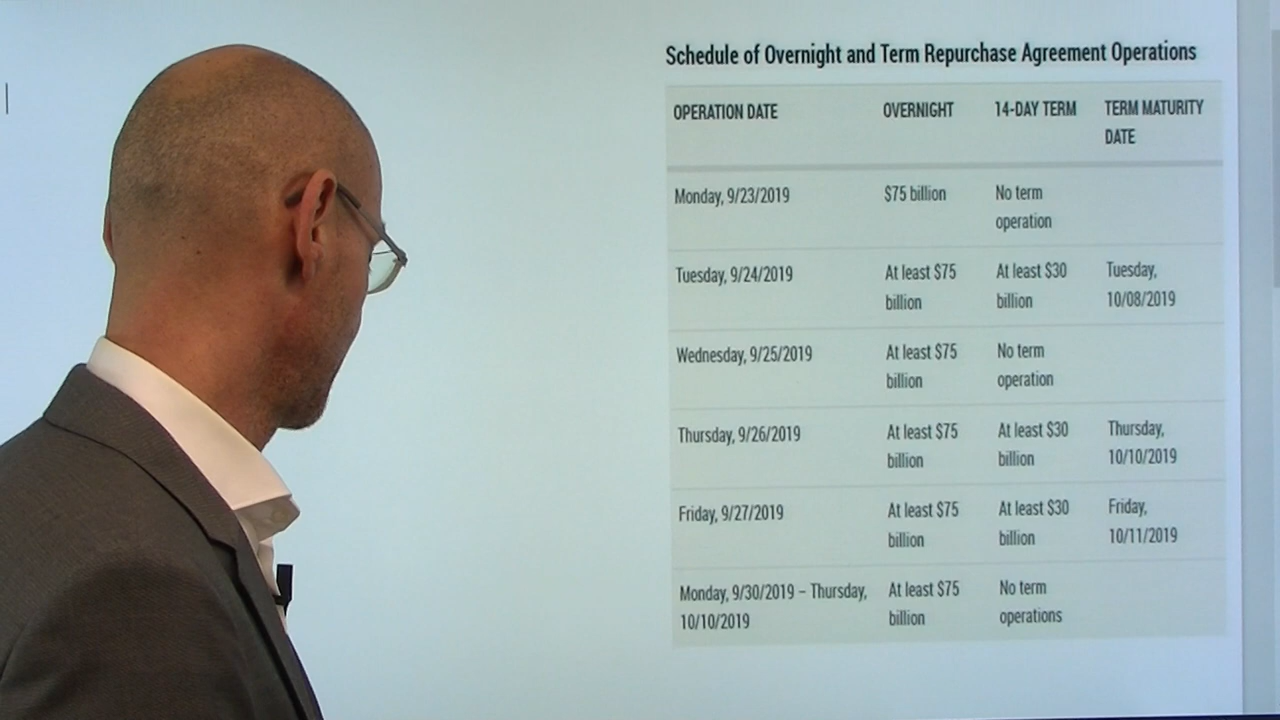 Schedule of Overnight and Term Repurchase Agreement Operations
OPERATION DATE OVERNIGHT 14-DAY TERM TERM MATURITY
DATE
Monday, 9/23/2019 $75 billion No term
operation
Tuesday, 9/24/2019 At least $75 At least $30 Tuesday,
billion billion 10/08/2019
Wednesday, 9/25/2019 At least $75 No term
billion operation
Thursday, 9/26/2019 At least $75 At least $30 Thursday,
billion billion 10/10/2019
Friday, 9/27/2019 At least $75 At least $30 Friday,
billion billion 10/11/2019
Monday, 9/30/2019 – Thursday, At least $75 No term
10/10/2019 billion operations